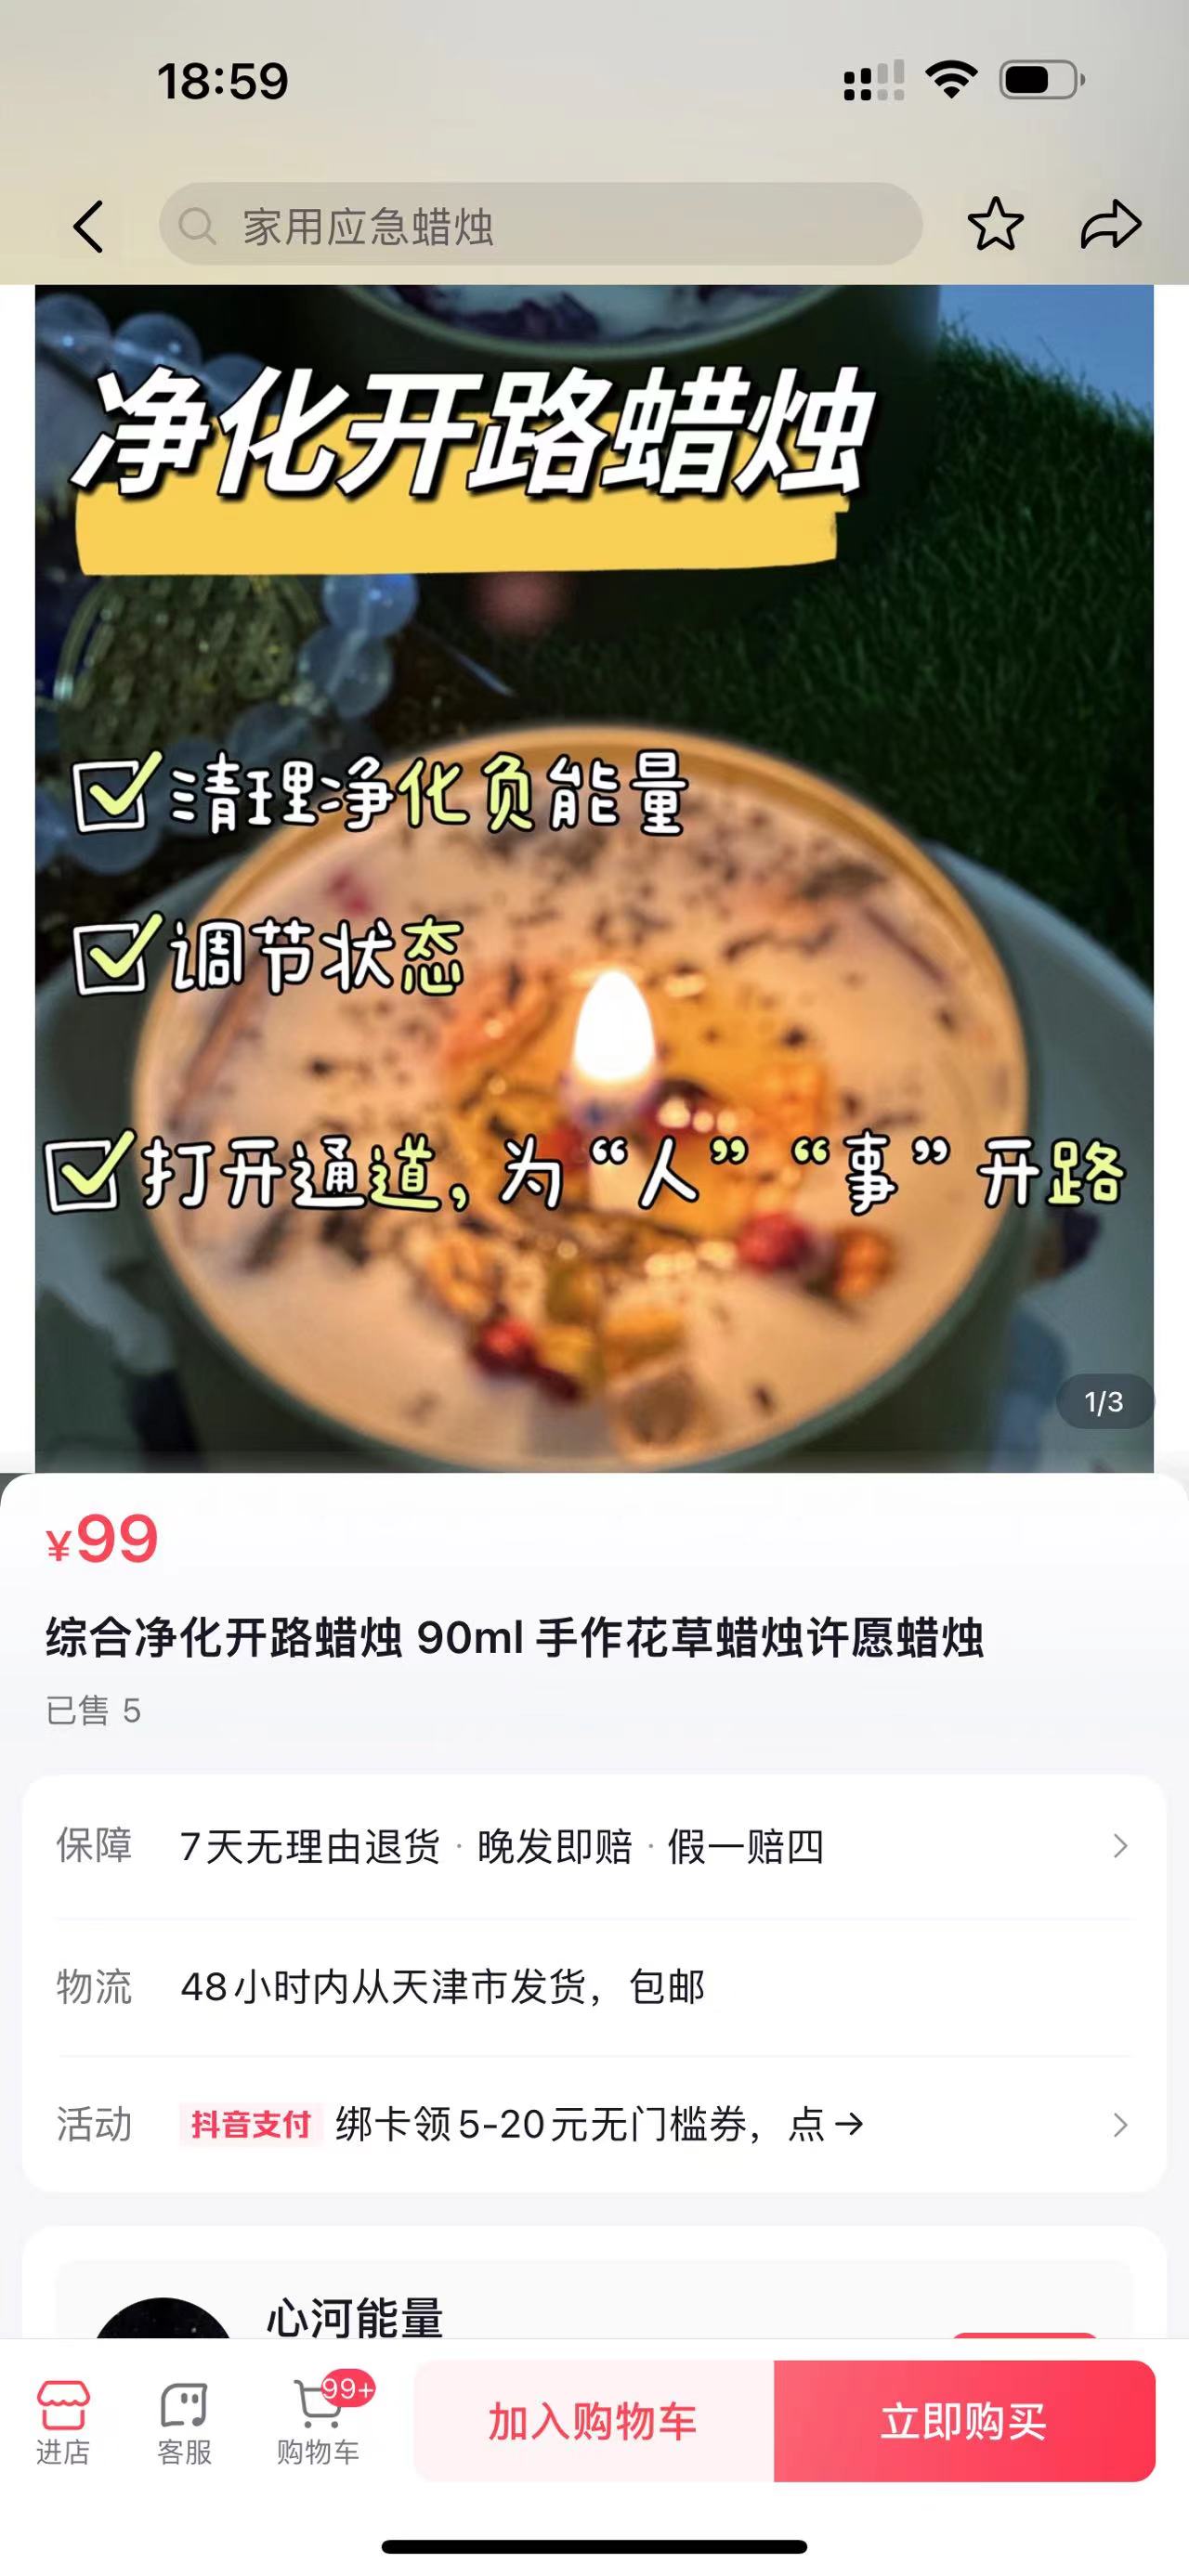 18:59
家用应急蜡烛
净化开路蜡烛
清理净化负能量
调节状态
打开通道，为“人”“事”开路
1/3
¥99
综合净化开路蜡烛 90ml 手作花草蜡烛许愿蜡烛
已售 5
保障 7天无理由退货 · 晚发即赔 · 假一赔四
物流 48小时内从天津市发货，包邮
活动 抖音支付 绑卡领5-20元无门槛券，点→
心河能量
进店 客服 99+ 购物车 加入购物车 立即购买